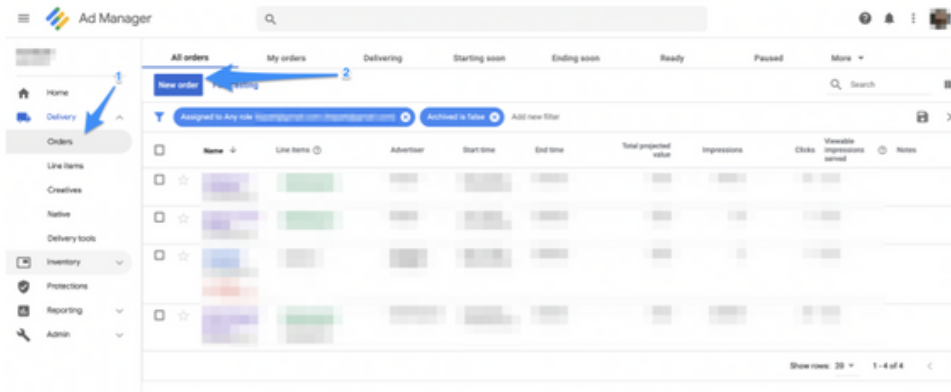 Ad Manager
All orders My orders Delivering Starting soon Ending soon Ready Paused More
1
2
New order
Search
Home
Delivery
Assigned to Any role
Archived is false
Add new filter
Orders
Name Line items Advertiser Start time End time Total projected value Impressions Clicks Viewable impressions served Notes
Line items
Creatives
Native
Delivery tools
Inventory
Protections
Reporting
Admin
Show rows: 20 1–4 of 4